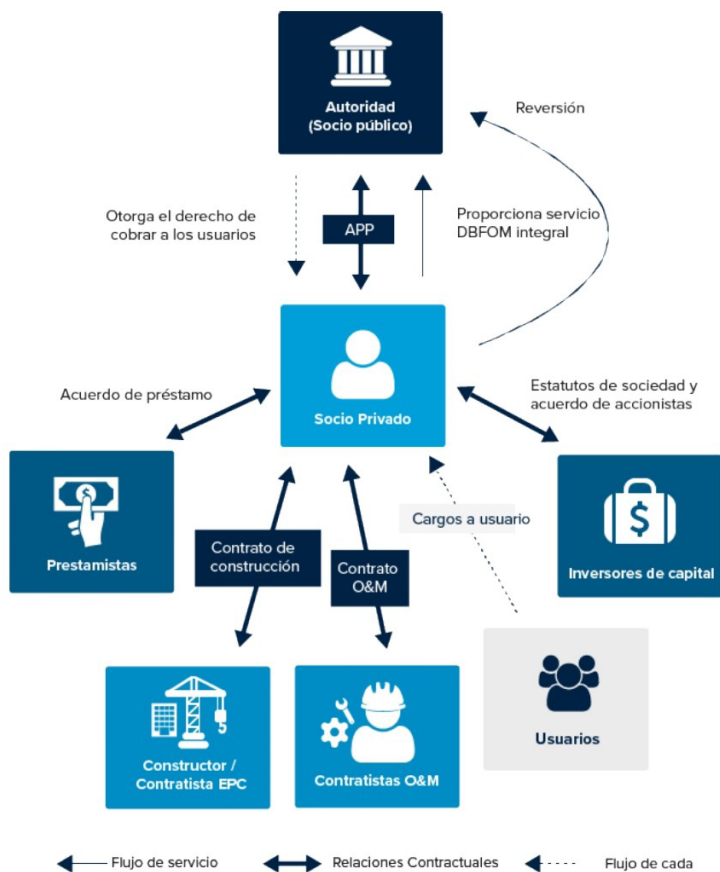 Autoridad
(Socio público)
Reversión
Otorga el derecho de
cobrar a los usuarios
APP
Proporciona servicio
DBFOM integral
Socio Privado
Acuerdo de préstamo
Estatutos de sociedad y
acuerdo de accionistas
$
Prestamistas
Contrato de
construcción
Contrato
O&M
Cargos a usuario
$
Inversores de capital
Constructor /
Contratista EPC
Contratistas O&M
Usuarios
Flujo de servicio
Relaciones Contractuales
Flujo de cada